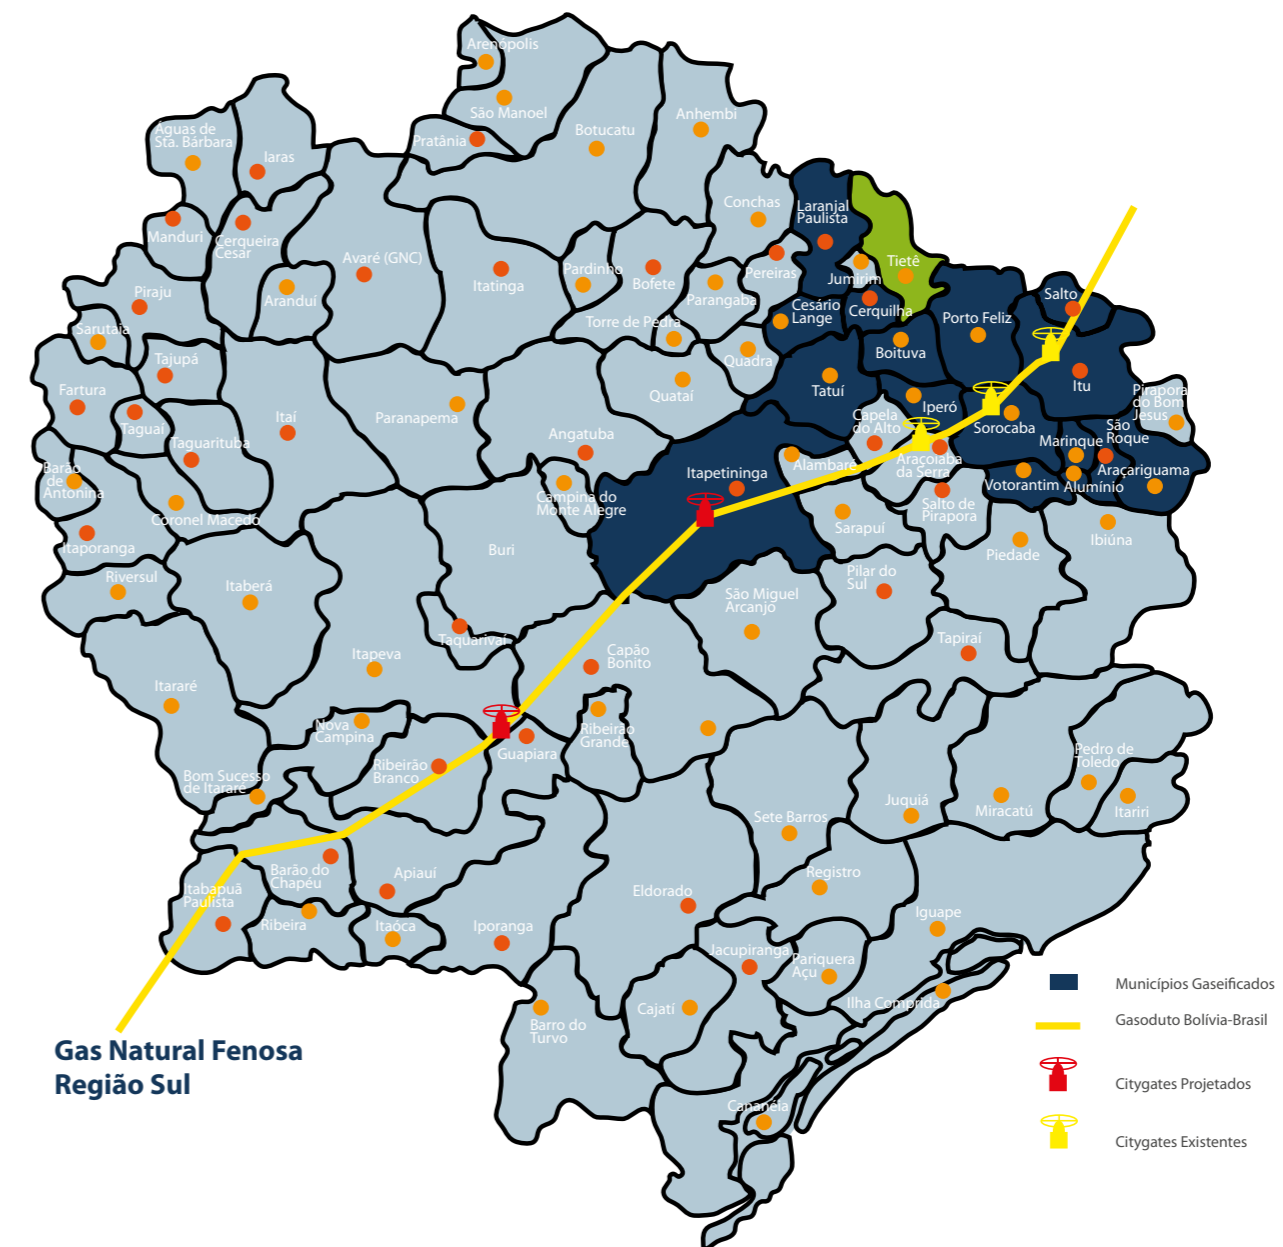 Arenópolis
São Manoel
Pratânia
Botucatu
Anhembi
Águas de
Sta. Bárbara
Iaras
Manduri
Cerqueira
Cesar
Avaré (GNC)
Itatinga
Pardinho
Bofete
Conchas
Pereiras
Parangaba
Laranjal
Paulista
Tietê
Jumirim
Cerquilha
Cesário
Lange
Porto Feliz
Salto
Piraju
Aranduí
Sarutaia
Torre de Pedra
Quadra
Boituva
Itu
Tajupá
Fartura
Taguaí
Taguarituba
Itaí
Paranapema
Quataí
Tatuí
Iperó
Capela
do Alto
Sorocaba
Pirapora
do Bom
Jesus
São
Roque
Marinque
Araçariguama
Alumínio
Votorantim
Araçoiaba
da Serra
Salto de
Pirapora
Barão
de
Antonina
Coronel Macedo
Angatuba
Campina do
Monte Alegre
Itapetininga
Alambaré
Sarapuí
Piedade
Ibiúna
Itaporanga
Riversul
Itaberá
Buri
São Miguel
Arcanjo
Pilar do
Sul
Tapiraí
Taquarivaí
Itapeva
Capão
Bonito
Itararé
Nova
Campina
Ribeirão
Branco
Guapiara
Ribeirão
Grande
Bom Sucesso
de Itararé
Pedro de
Toledo
Itariri
Miracatú
Juquiá
Sete Barros
Registro
Itabapuã
Paulista
Barão do
Chapéu
Apiauí
Ribeira
Itaóca
Iporanga
Eldorado
Jacupiranga
Pariquera
Açu
Iguape
Ilha Comprida
Barro do
Turvo
Cajatí
Cananéia
Gas Natural Fenosa
Região Sul
Municípios Gaseificados
Gasoduto Bolívia-Brasil
Citygates Projetados
Citygates Existentes